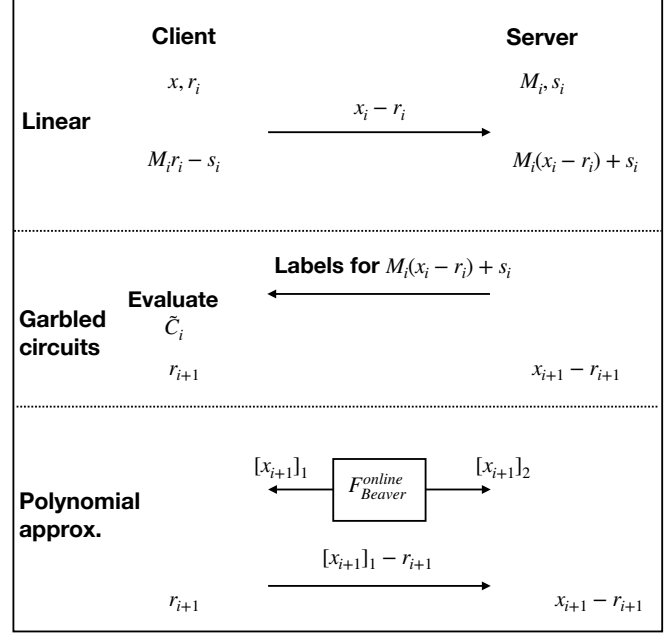 Client Server
x, r_i M_i, s_i
Linear
x_i − r_i
M_i r_i − s_i M_i(x_i − r_i) + s_i
Labels for M_i(x_i − r_i) + s_i
Evaluate
C̃_i
Garbled
circuits
r_{i+1} x_{i+1} − r_{i+1}
[x_{i+1}]_1 F_{Beaver}^{online} [x_{i+1}]_2
Polynomial
approx.
[x_{i+1}]_1 − r_{i+1}
r_{i+1} x_{i+1} − r_{i+1}